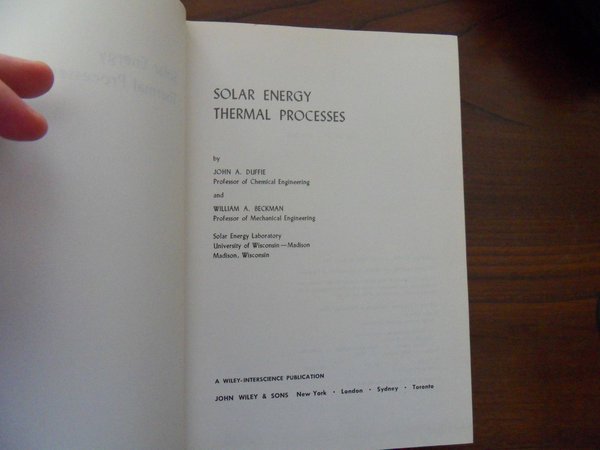 SOLAR ENERGY
THERMAL PROCESSES
by
JOHN A. DUFFIE
Professor of Chemical Engineering
and
WILLIAM A. BECKMAN
Professor of Mechanical Engineering
Solar Energy Laboratory
University of Wisconsin—Madison
Madison, Wisconsin
A WILEY-INTERSCIENCE PUBLICATION
JOHN WILEY & SONS New York · London · Sydney · Toronto